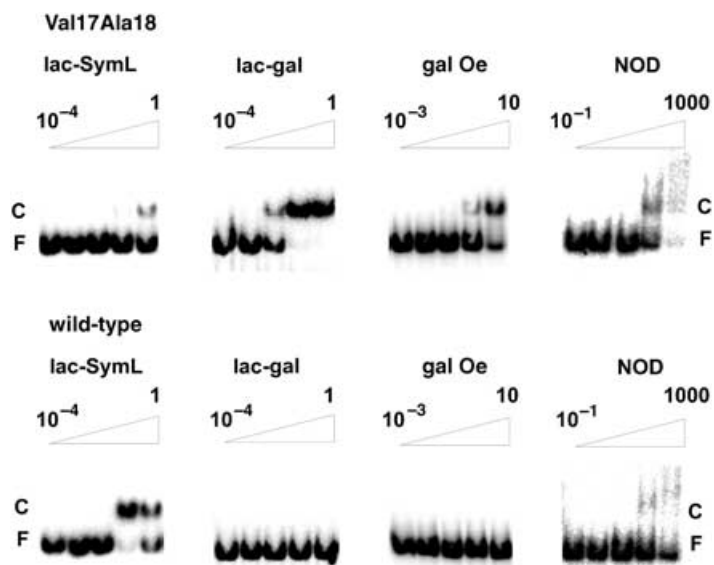 Val17Ala18
lac-SymL lac-gal gal Oe NOD
10⁻⁴ 1 10⁻⁴ 1 10⁻³ 10 10⁻¹ 1000
C C
F F
wild-type
lac-SymL lac-gal gal Oe NOD
10⁻⁴ 1 10⁻⁴ 1 10⁻³ 10 10⁻¹ 1000
C C
F F